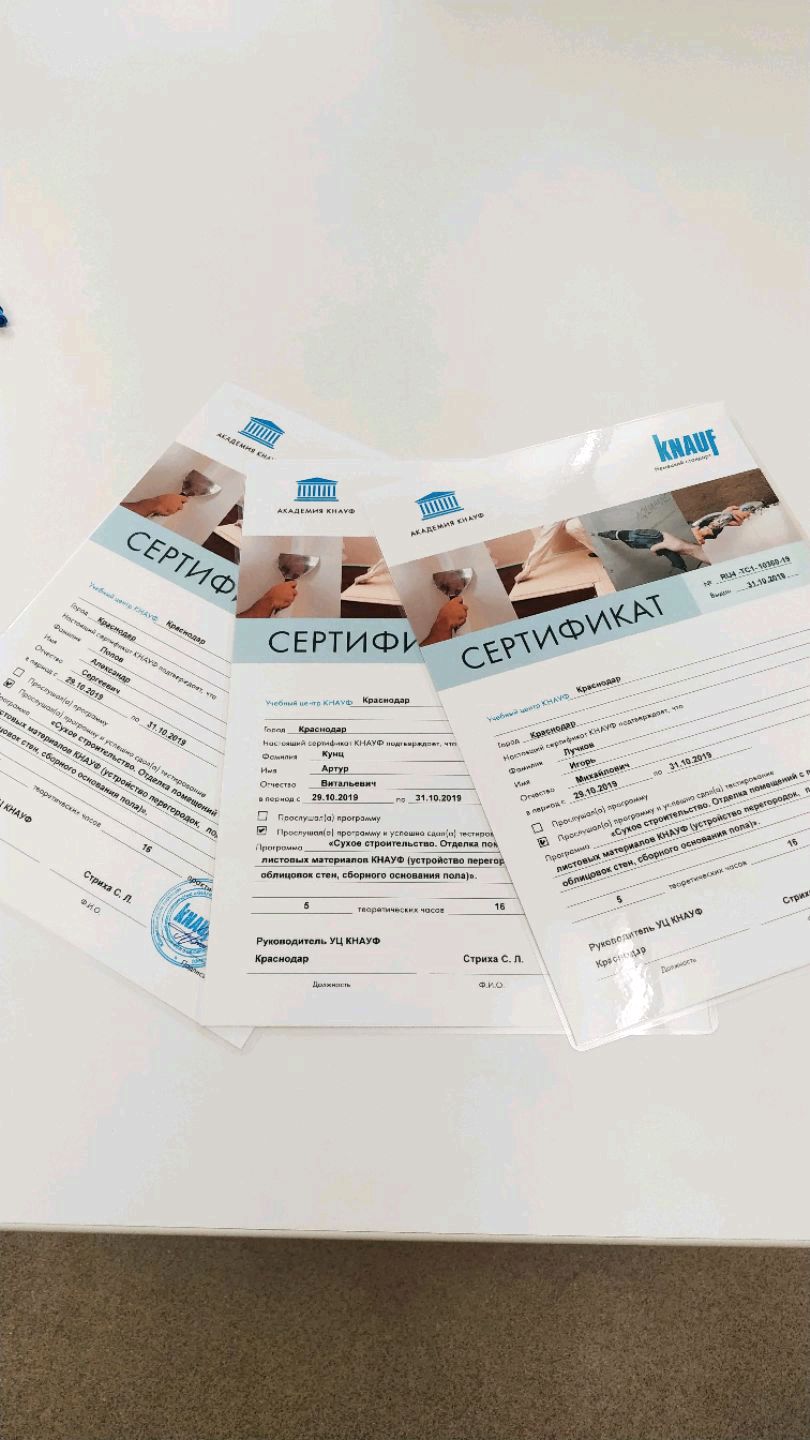 АКАДЕМИЯ
СЕРТИФ
Учебный центр КНАУФ Краснодар
Город Краснодар
Настоящий сертификат КНАУФ подтверждает, что
Фамилия Попов
Имя Александр
Отчество Сергеевич
в период с 29.10.2019 по 31.10.2019
Прослушал(а) программу
Прослушал(а) программу и успешно сдал(а) тестирование
«Сухое строительство. Отделка помещений
листовых материалов КНАУФ (устройство перегородок,
облицовок стен, сборного основания пола)».
теоретических часов 16
КНАУФ
Стриха С. Л.
Ф.И.О.
KNAUF
АКАДЕМИЯ КНАУФ
СЕРТИФИ
Учебный центр КНАУФ Краснодар
Город Краснодар
Настоящий сертификат КНАУФ подтверждает, что
Фамилия Кунц
Имя Артур
Отчество Витальевич
в период с 29.10.2019 по 31.10.2019
Прослушал(а) программу
Прослушал(а) программу и успешно сдал(а) тестиров
Программа «Сухое строительство. Отделка пом
листовых материалов КНАУФ (устройство перегор
облицовок стен, сборного основания пола)».
5 теоретических часов 16
Руководитель УЦ КНАУФ
Краснодар Стриха С. Л.
Должность Ф.И.О.
АКАДЕМИЯ КНАУФ
KNAUF
Немецкий стандарт
СЕРТИФИКАТ
№ RU4-TC1-10360-19
Выдан 31.10.2019
Учебный центр КНАУФ Краснодар
Город Краснодар
Настоящий сертификат КНАУФ подтверждает, что
Фамилия Лучков
Имя Игорь
Отчество Михайлович
в период с 29.10.2019 по 31.10.2019
Прослушал(а) программу
Прослушал(а) программу и успешно сдал(а) тестирование
Программа «Сухое строительство. Отделка помещений с
листовых материалов КНАУФ (устройство перегородок,
облицовок стен, сборного основания пола)».
5 теоретических часов 16
Руководитель УЦ КНАУФ
Краснодар Стриха
Должность